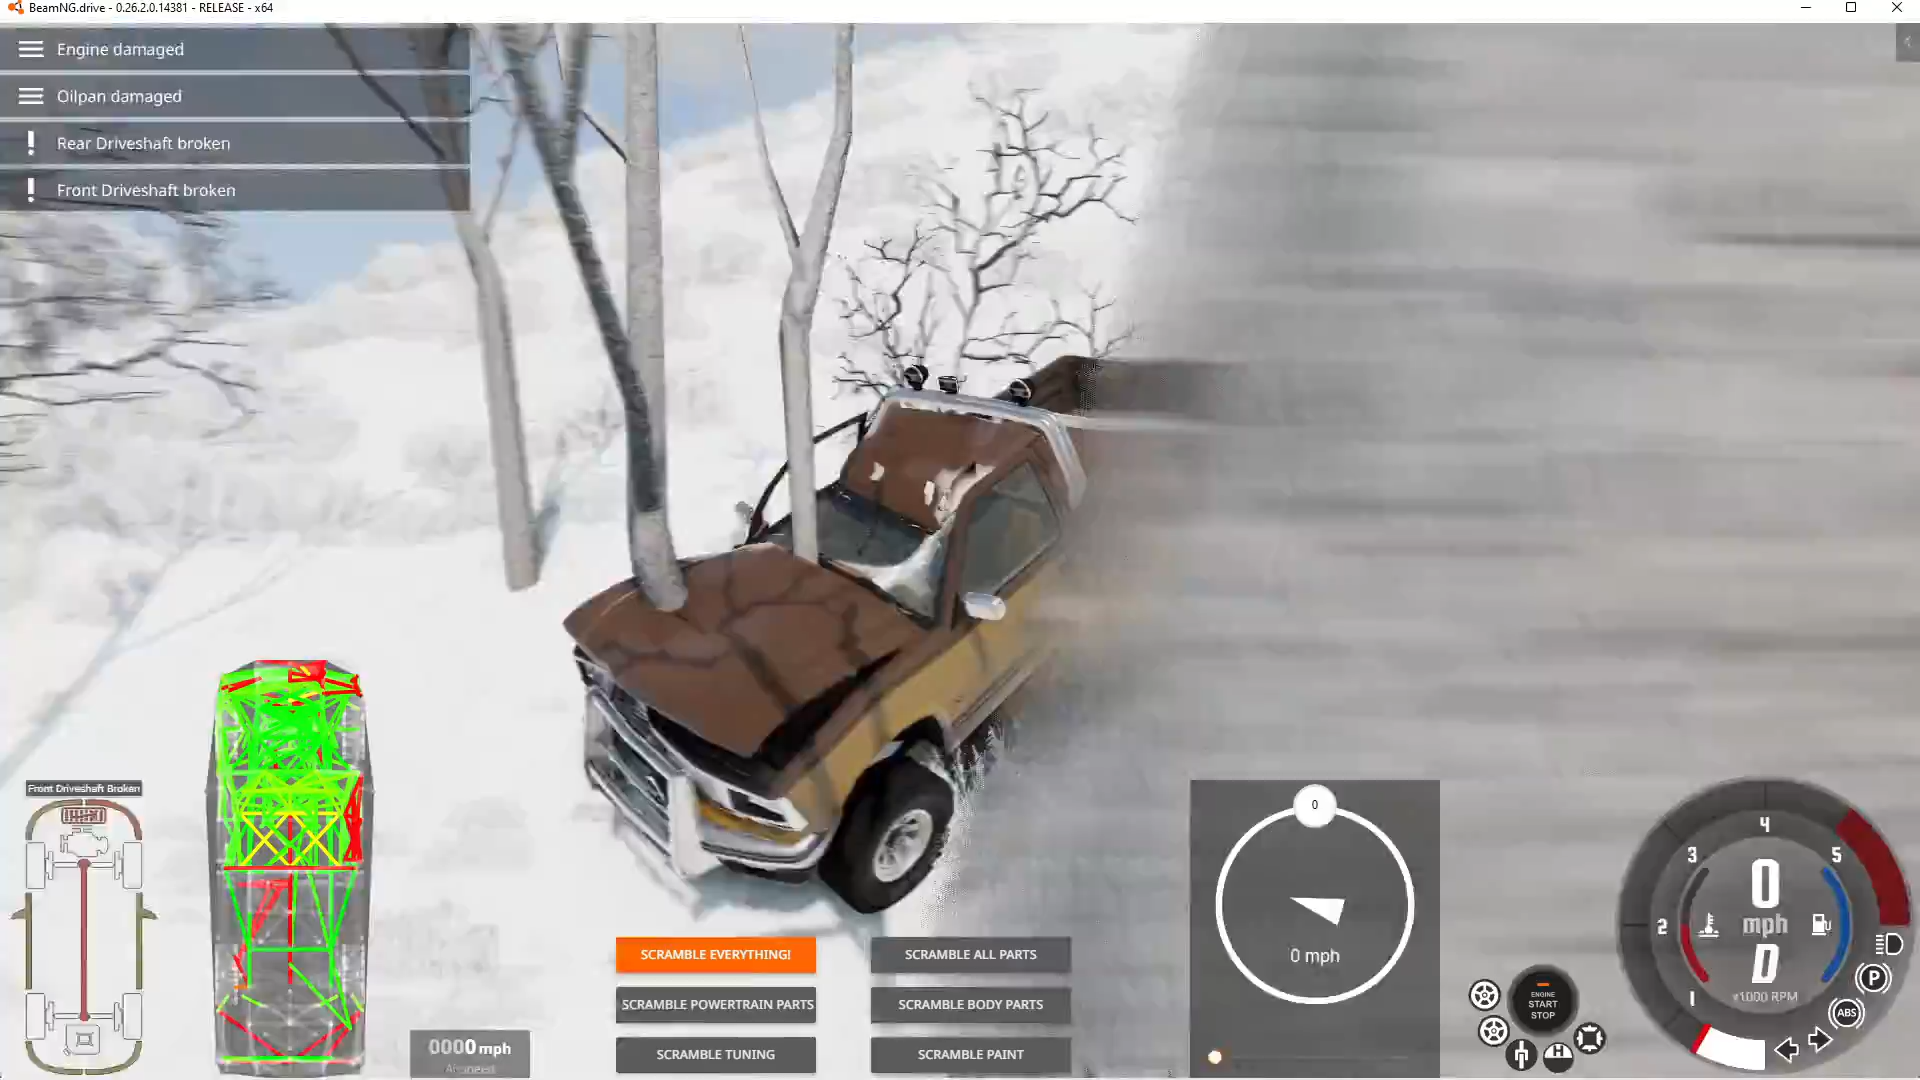 BeamNG.drive - 0.26.2.0.14381 - RELEASE - x64
Engine damaged
Oilpan damaged
Rear Driveshaft broken
Front Driveshaft broken
Front Driveshaft Broken
0000 mph
Airspeed
SCRAMBLE EVERYTHING!
SCRAMBLE ALL PARTS
SCRAMBLE POWERTRAIN PARTS
SCRAMBLE BODY PARTS
SCRAMBLE TUNING
SCRAMBLE PAINT
0
0 mph
ENGINE
START
STOP
1
2
3
4
5
0
mph
D
x1000 RPM
P
ABS
H